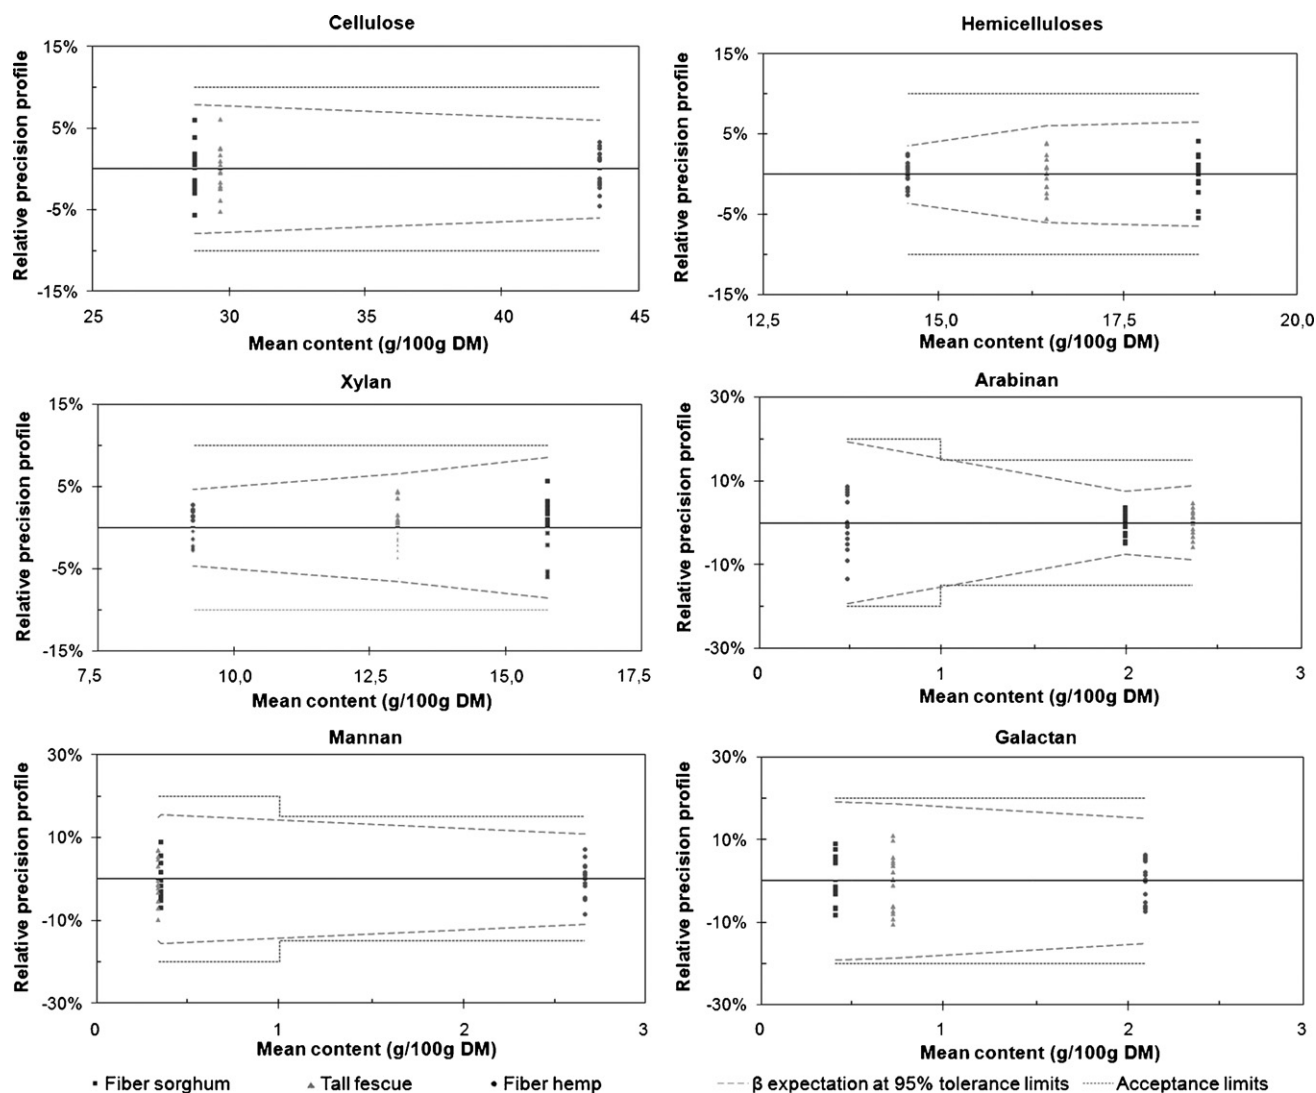 Cellulose
15%
5%
-5%
-15%
Relative precision profile
25 30 35 40 45
Mean content (g/100g DM)
Hemicelluloses
15%
5%
-5%
-15%
Relative precision profile
12,5 15,0 17,5 20,0
Mean content (g/100g DM)
Xylan
15%
5%
-5%
-15%
Relative precision profile
7,5 10,0 12,5 15,0 17,5
Mean content (g/100g DM)
Arabinan
30%
10%
-10%
-30%
Relative precision profile
0 1 2 3
Mean content (g/100g DM)
Mannan
30%
10%
-10%
-30%
Relative precision profile
0 1 2 3
Mean content (g/100g DM)
Galactan
30%
10%
-10%
-30%
Relative precision profile
0 1 2 3
Mean content (g/100g DM)
Fiber sorghum Tall fescue Fiber hemp β expectation at 95% tolerance limits Acceptance limits